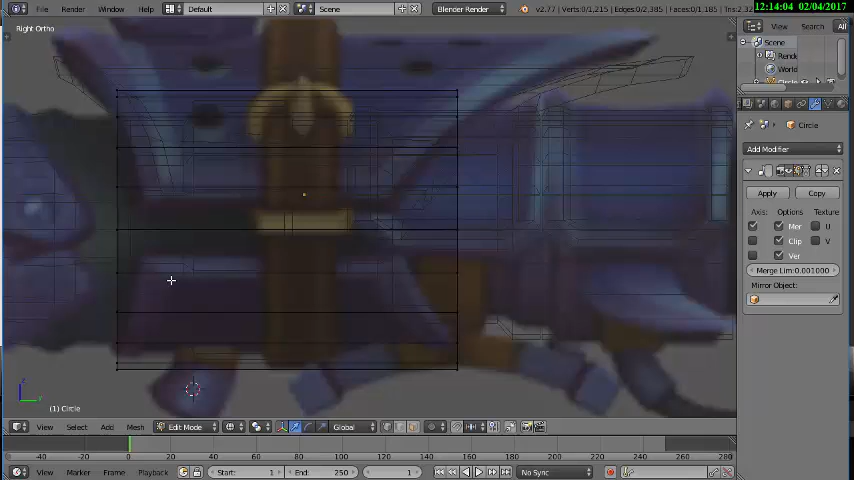 File Render Window Help Default Scene Blender Render v2.77 Verts:0/1,215 Edges:0/2,385 Faces:0/1,185 Tris:2,3 12:14:04 02/04/2017
Right Ortho
View Search All
Scene
Rende
World
Circle
Add Modifier
Apply Copy
Axis: Options Texture
Mer U
Clip V
Ver
Merge Lim:0.001000
Mirror Object:
z
y
(1) Circle
View Select Add Mesh Edit Mode Global
0 20 40 60 80 100 120 140 160 180 200 220 240 260 280
View Marker Frame Playback Start: 1 End: 250 1 No Sync